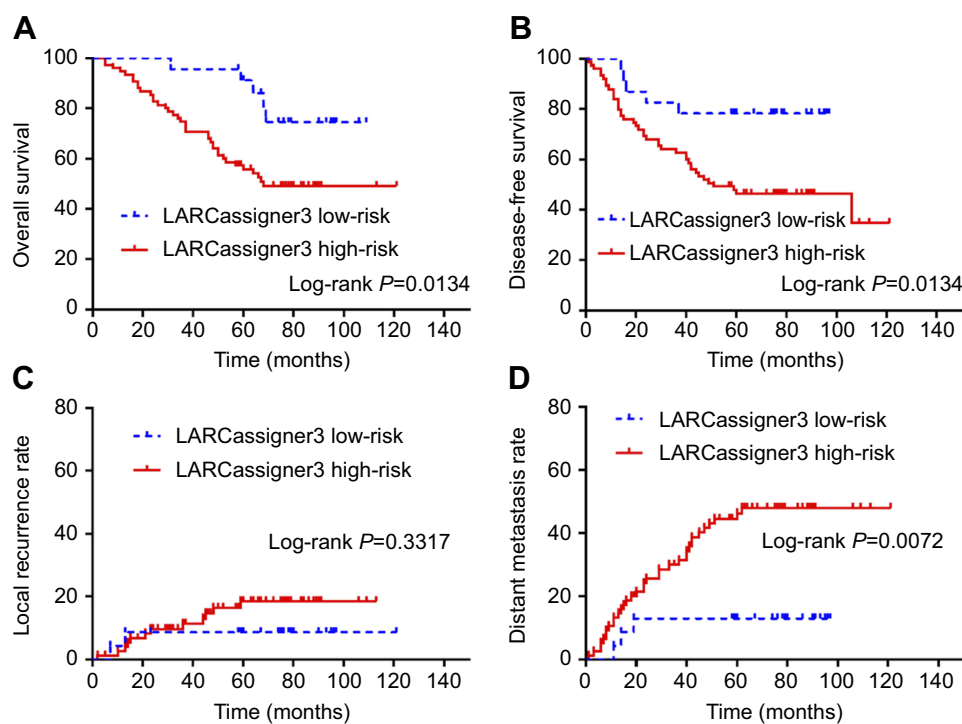 A
Overall survival
100
80
60
40
20
0
LARCassigner3 low-risk
LARCassigner3 high-risk
Log-rank P=0.0134
0 20 40 60 80 100 120 140
Time (months)
B
Disease-free survival
100
80
60
40
20
0
LARCassigner3 low-risk
LARCassigner3 high-risk
Log-rank P=0.0134
0 20 40 60 80 100 120 140
Time (months)
C
Local recurrence rate
80
60
40
20
0
LARCassigner3 low-risk
LARCassigner3 high-risk
Log-rank P=0.3317
0 20 40 60 80 100 120 140
Time (months)
D
Distant metastasis rate
80
60
40
20
0
LARCassigner3 low-risk
LARCassigner3 high-risk
Log-rank P=0.0072
0 20 40 60 80 100 120 140
Time (months)